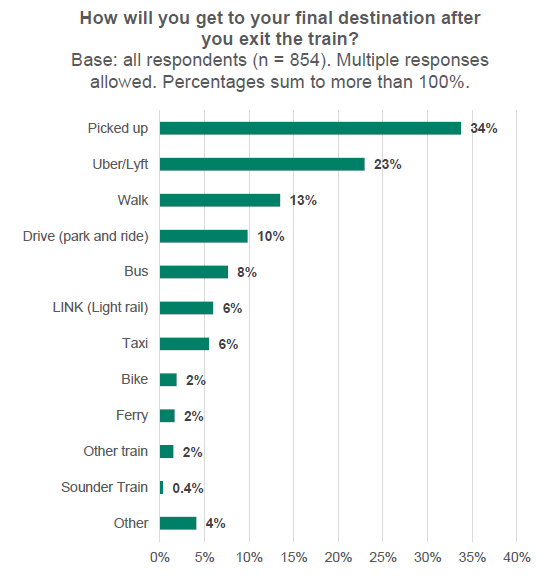 How will you get to your final destination after
you exit the train?
Base: all respondents (n = 854). Multiple responses
allowed. Percentages sum to more than 100%.
Picked up 34%
Uber/Lyft 23%
Walk 13%
Drive (park and ride) 10%
Bus 8%
LINK (Light rail) 6%
Taxi 6%
Bike 2%
Ferry 2%
Other train 2%
Sounder Train 0.4%
Other 4%
0% 5% 10% 15% 20% 25% 30% 35% 40%